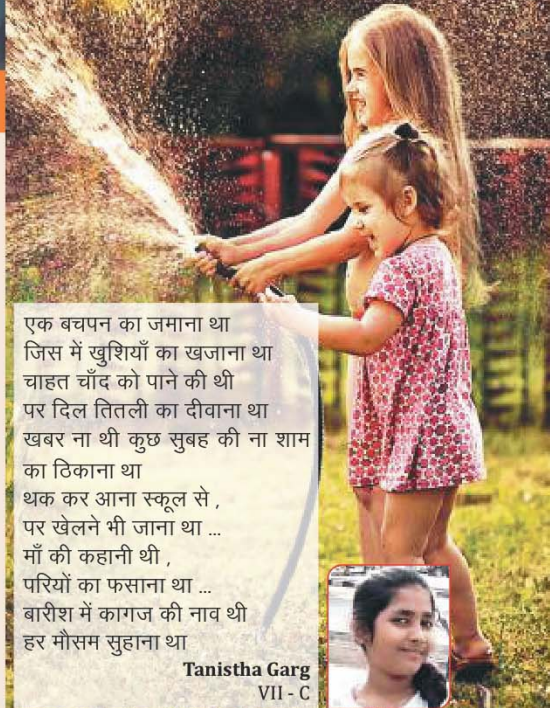 एक बचपन का जमाना था
जिस में खुशियाँ का खजाना था
चाहत चाँद को पाने की थी
पर दिल तितली का दीवाना था
खबर ना थी कुछ सुबह की ना शाम
का ठिकाना था
थक कर आना स्कूल से ,
पर खेलने भी जाना था ...
माँ की कहानी थी ,
परियों का फसाना था ...
बारीश में कागज की नाव थी
हर मौसम सुहाना था
Tanistha Garg
VII - C